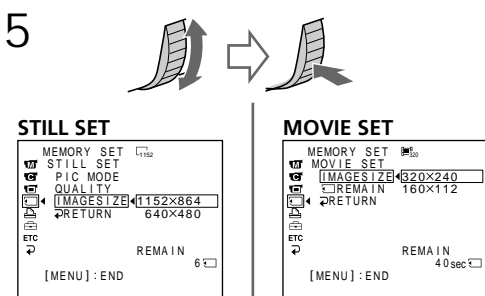 5
STILL SET
MEMORY SET 1152
STILL SET
PIC MODE
QUALITY
IMAGESIZE 1152×864
RETURN 640×480
ETC
REMAIN
6
[MENU] : END
MOVIE SET
MEMORY SET 320
MOVIE SET
IMAGESIZE 320×240
REMAIN 160×112
RETURN
ETC
REMAIN
40sec
[MENU] : END